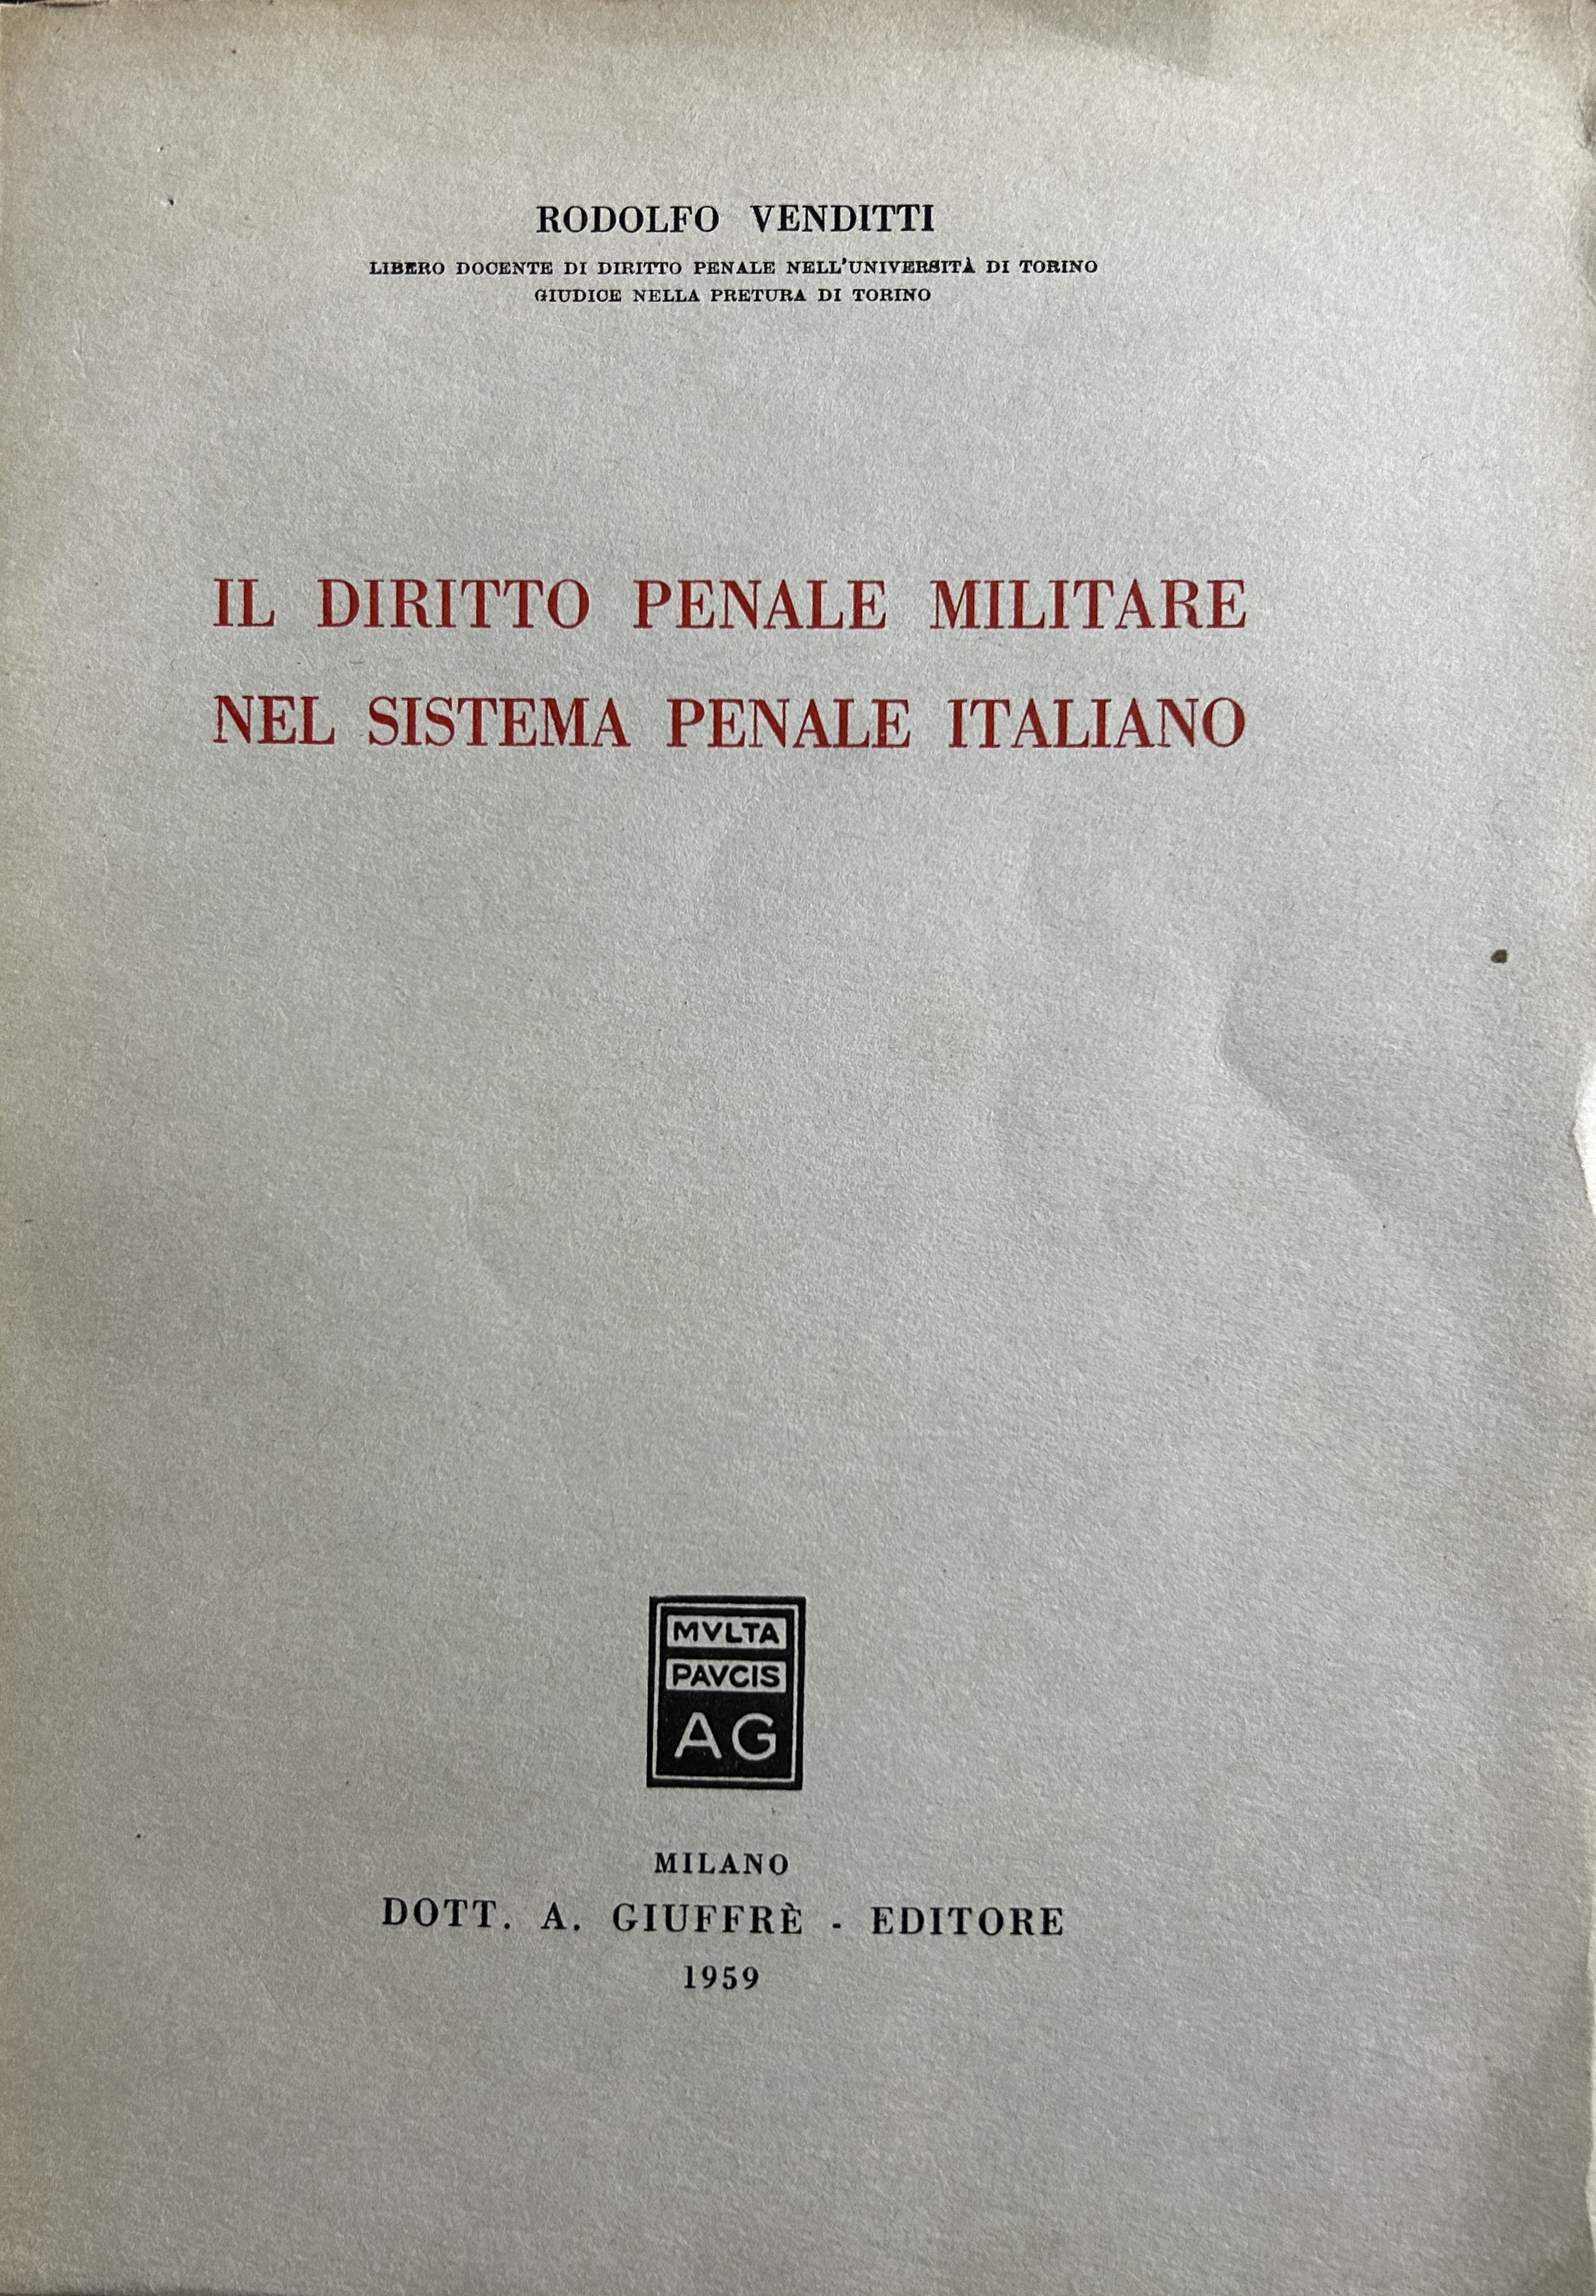 RODOLFO VENDITTI
LIBERO DOCENTE DI DIRITTO PENALE NELL'UNIVERSITÀ DI TORINO
GIUDICE NELLA PRETURA DI TORINO
IL DIRITTO PENALE MILITARE
NEL SISTEMA PENALE ITALIANO
MVLTA
PAVCIS
AG
MILANO
DOTT. A. GIUFFRÈ - EDITORE
1959